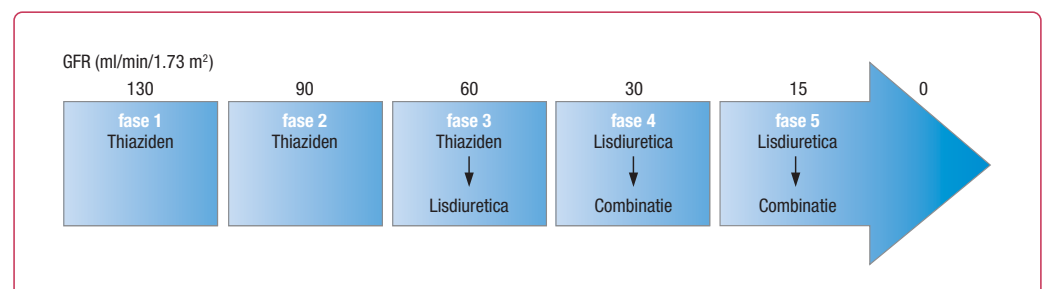 GFR (ml/min/1.73 m²)
130 90 60 30 15 0
fase 1 fase 2 fase 3 fase 4 fase 5
Thiaziden Thiaziden Thiaziden Lisdiuretica Lisdiuretica
Lisdiuretica Combinatie Combinatie